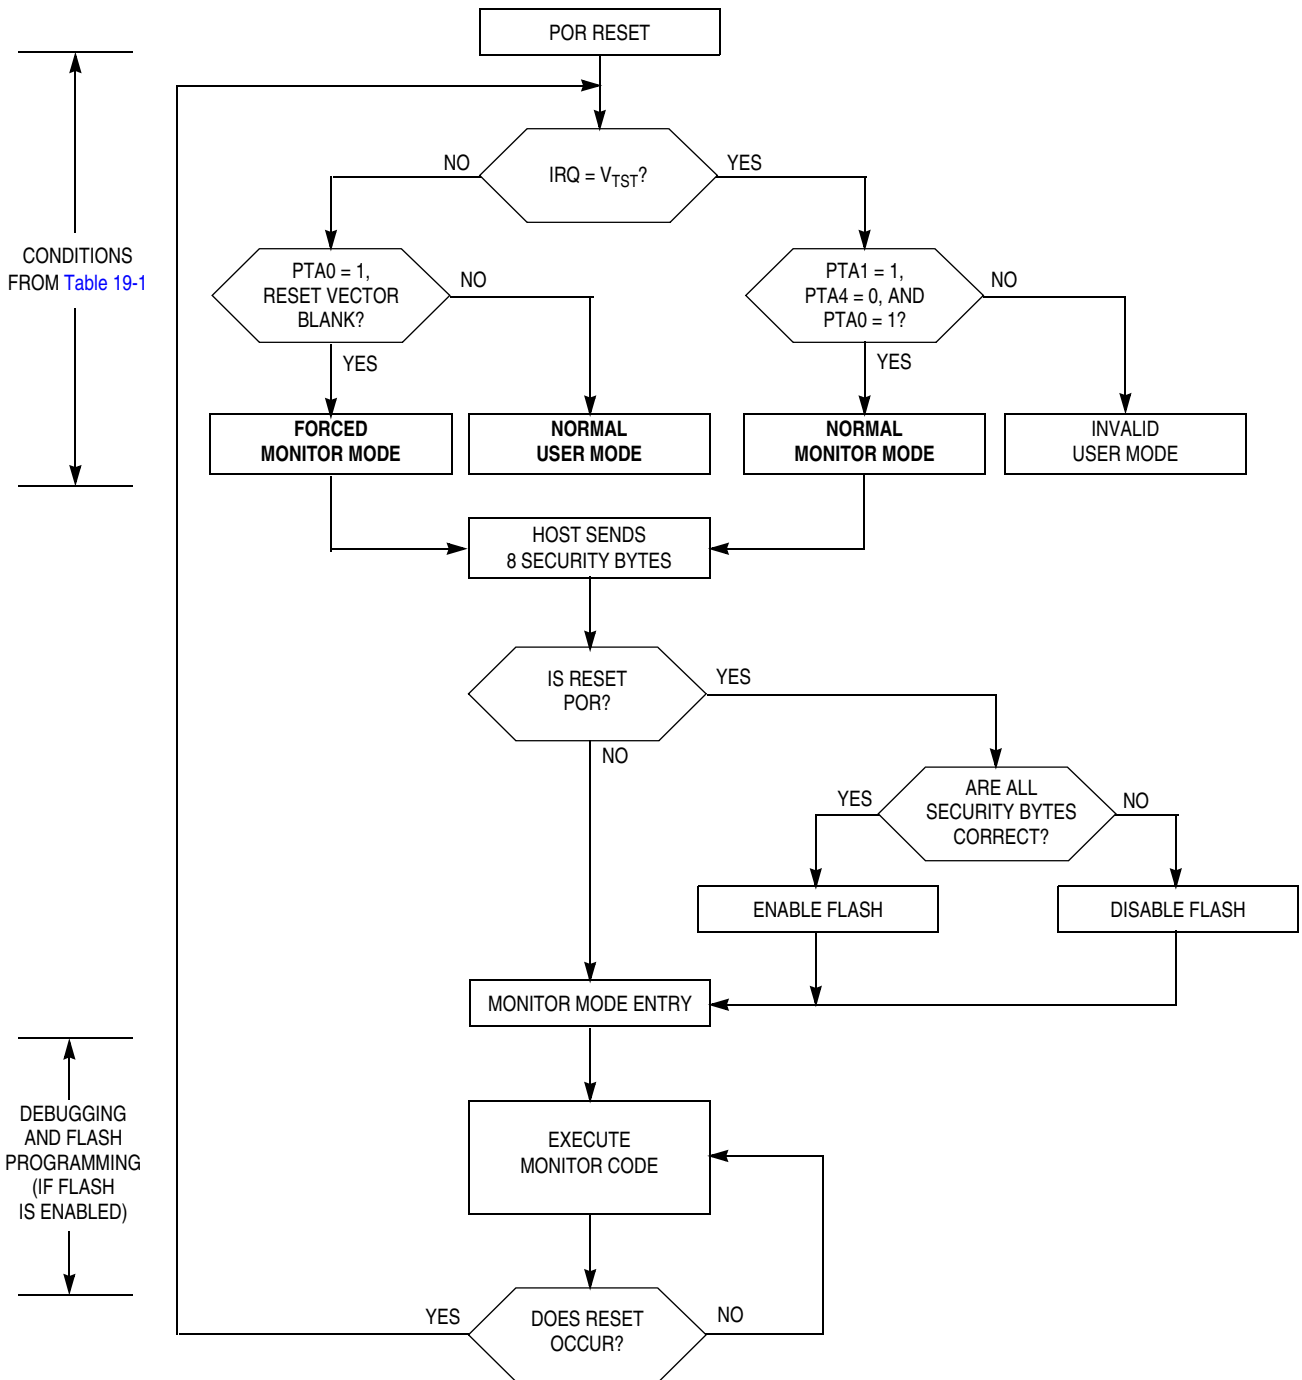 POR RESET
NO
IRQ = VTST?
YES
CONDITIONS
FROM Table 19-1
PTA0 = 1,
RESET VECTOR
BLANK?
NO
YES
PTA1 = 1,
PTA4 = 0, AND
PTA0 = 1?
NO
YES
FORCED
MONITOR MODE
NORMAL
USER MODE
NORMAL
MONITOR MODE
INVALID
USER MODE
HOST SENDS
8 SECURITY BYTES
IS RESET
POR?
YES
NO
YES
ARE ALL
SECURITY BYTES
CORRECT?
NO
ENABLE FLASH
DISABLE FLASH
MONITOR MODE ENTRY
DEBUGGING
AND FLASH
PROGRAMMING
(IF FLASH
IS ENABLED)
EXECUTE
MONITOR CODE
YES
DOES RESET
OCCUR?
NO